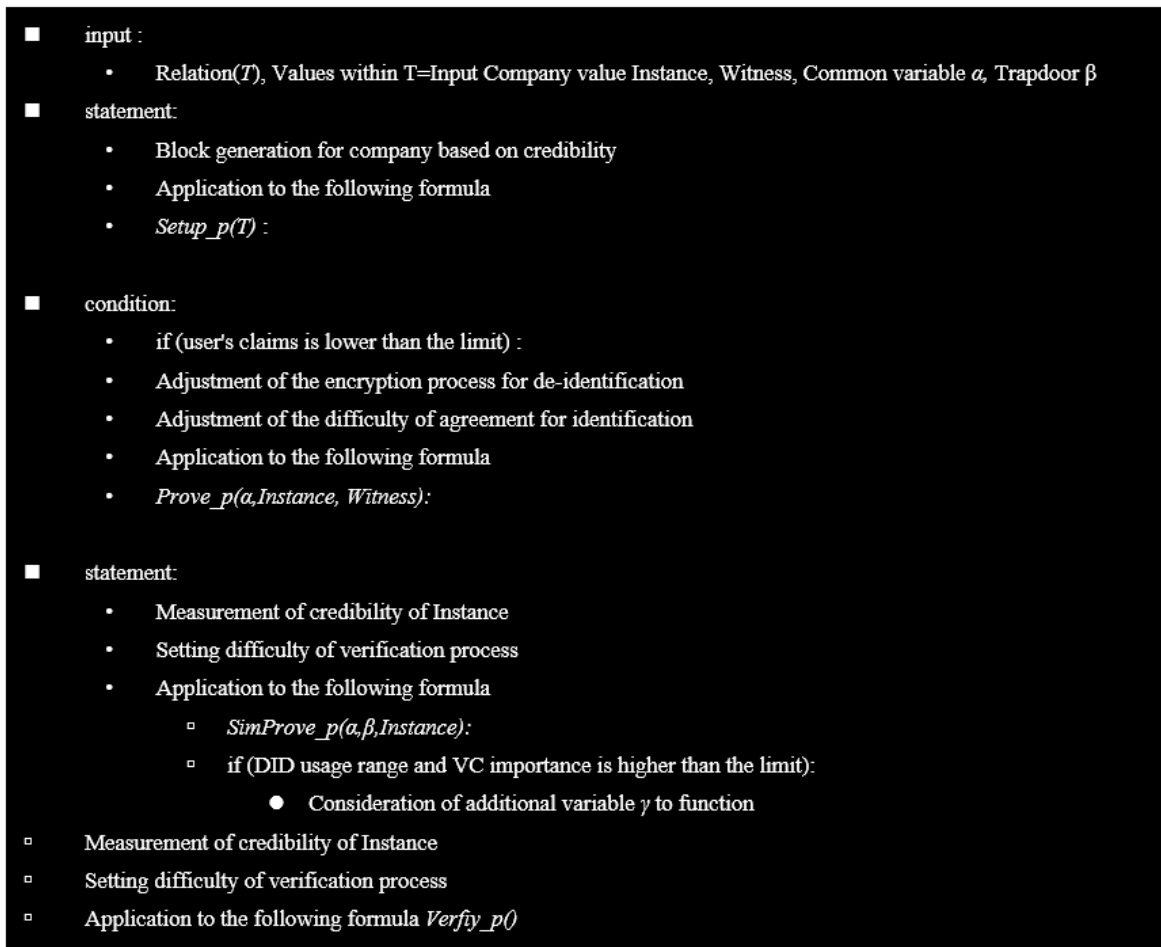 ■ input :
• Relation(T), Values within T=Input Company value Instance, Witness, Common variable α, Trapdoor β
■ statement:
• Block generation for company based on credibility
• Application to the following formula
• Setup_p(T) :
■ condition:
• if (user's claims is lower than the limit) :
• Adjustment of the encryption process for de-identification
• Adjustment of the difficulty of agreement for identification
• Application to the following formula
• Prove_p(α,Instance, Witness):
■ statement:
• Measurement of credibility of Instance
• Setting difficulty of verification process
• Application to the following formula
▫ SimProve_p(α,β,Instance):
▫ if (DID usage range and VC importance is higher than the limit):
● Consideration of additional variable γ to function
▫ Measurement of credibility of Instance
▫ Setting difficulty of verification process
▫ Application to the following formula Verfiy_p()